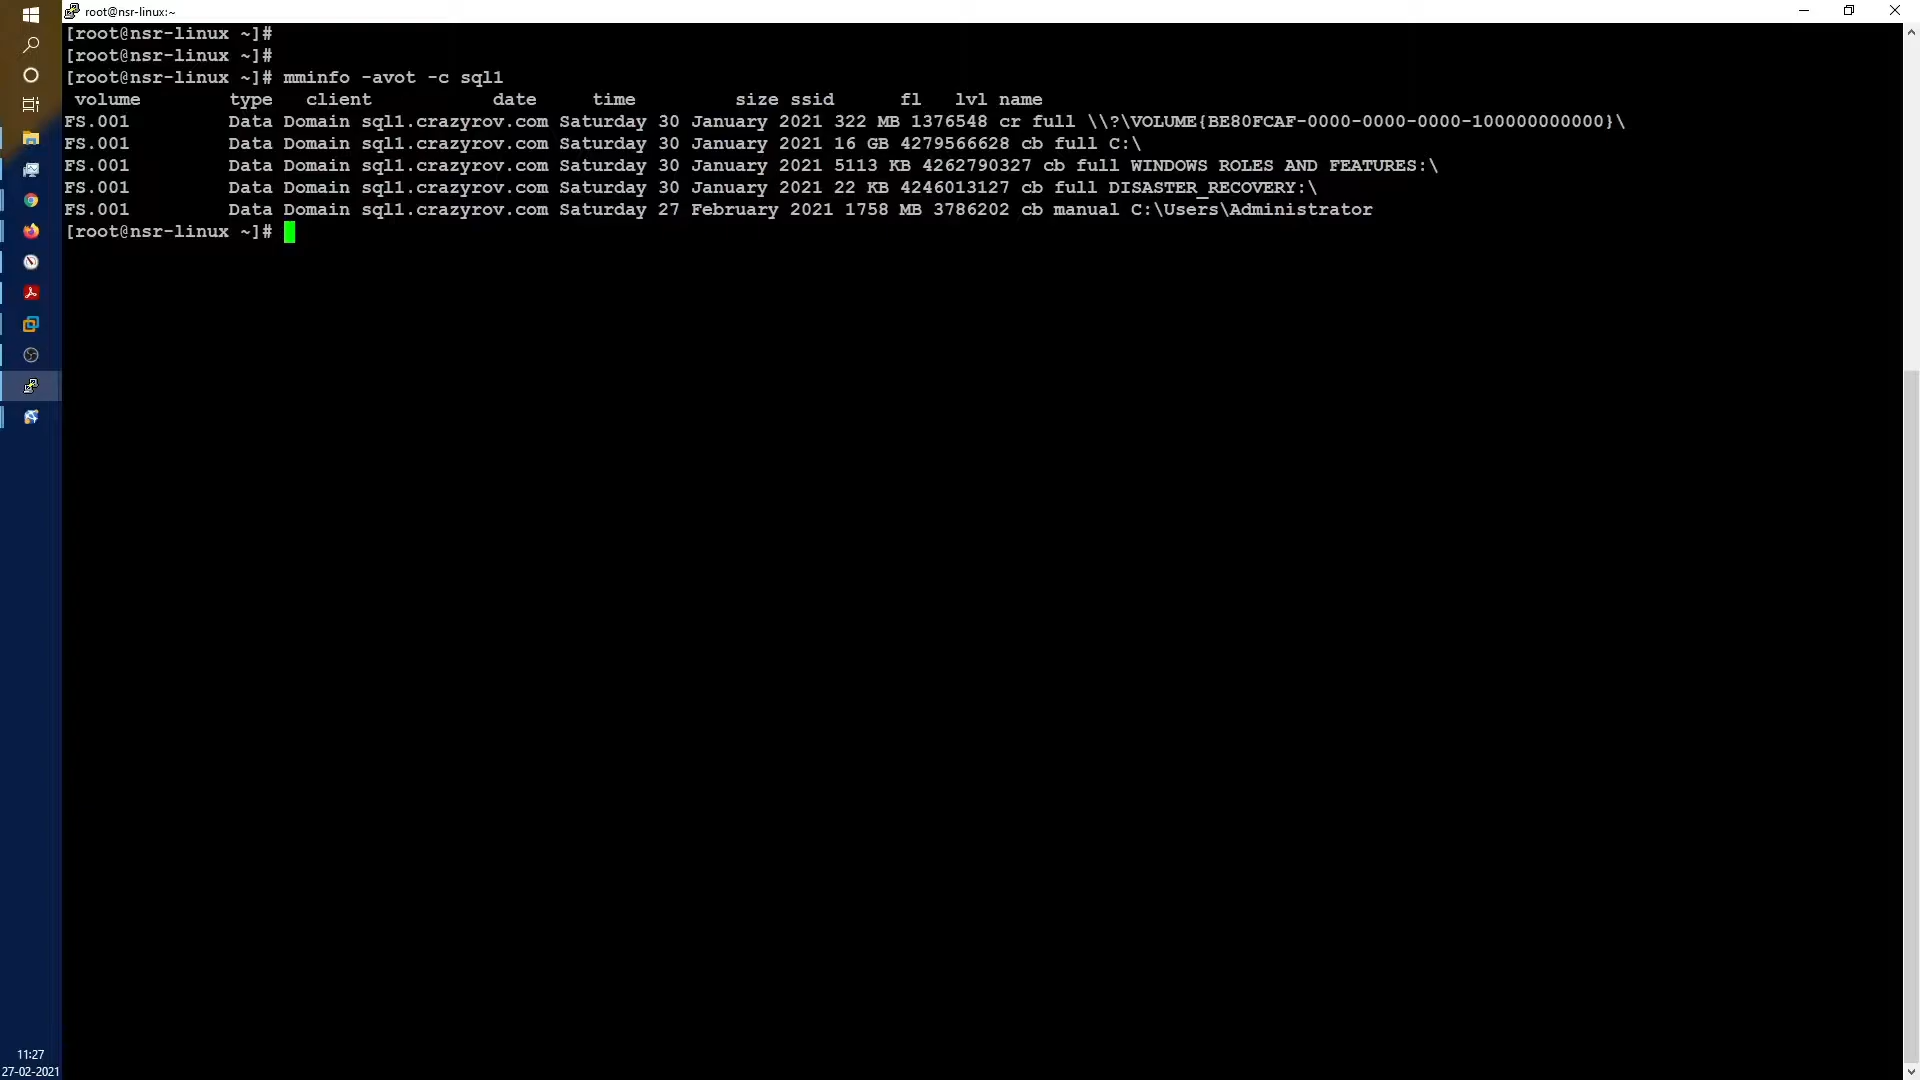 root@nsr-linux:~
[root@nsr-linux ~]#
[root@nsr-linux ~]#
[root@nsr-linux ~]# mminfo -avot -c sql1
volume type client date time size ssid fl lvl name
FS.001 Data Domain sql1.crazyrov.com Saturday 30 January 2021 322 MB 1376548 cr full \\?\VOLUME{BE80FCAF-0000-0000-0000-100000000000}\
FS.001 Data Domain sql1.crazyrov.com Saturday 30 January 2021 16 GB 4279566628 cb full C:\
FS.001 Data Domain sql1.crazyrov.com Saturday 30 January 2021 5113 KB 4262790327 cb full WINDOWS ROLES AND FEATURES:\
FS.001 Data Domain sql1.crazyrov.com Saturday 30 January 2021 22 KB 4246013127 cb full DISASTER_RECOVERY:\
FS.001 Data Domain sql1.crazyrov.com Saturday 27 February 2021 1758 MB 3786202 cb manual C:\Users\Administrator
[root@nsr-linux ~]#
11:27
27-02-2021